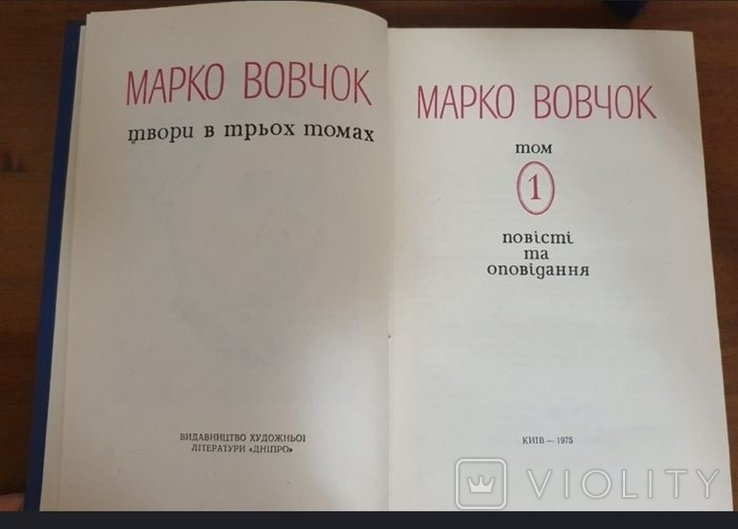 МАРКО ВОВЧОК
твори в трьох томах
ВИДАВНИЦТВО ХУДОЖНЬОЇ
ЛІТЕРАТУРИ «ДНІПРО»
МАРКО ВОВЧОК
том
1
повісті
та
оповідання
КИЇВ — 1975
VIOLITY